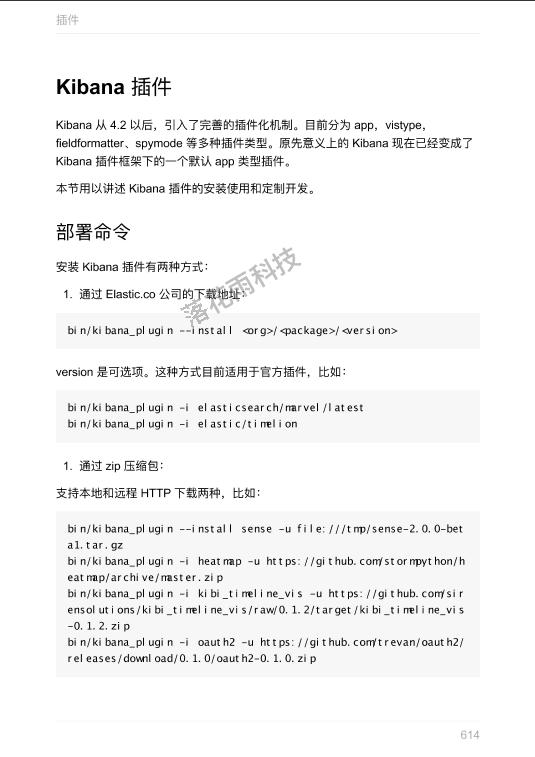 插件
Kibana 插件
Kibana 从 4.2 以后，引入了完善的插件化机制。目前分为 app，vistype，
fieldformatter、spymode 等多种插件类型。原先意义上的 Kibana 现在已经变成了
Kibana 插件框架下的一个默认 app 类型插件。
本节用以讲述 Kibana 插件的安装使用和定制开发。
部署命令
安装 Kibana 插件有两种方式：
1. 通过 Elastic.co 公司的下载地址：
落花雨科技
bin/kibana_plugin --install <org>/<package>/<version>
version 是可选项。这种方式目前适用于官方插件，比如：
bin/kibana_plugin -i elasticsearch/marvel/latest
bin/kibana_plugin -i elastic/timelion
1. 通过 zip 压缩包：
支持本地和远程 HTTP 下载两种，比如：
bin/kibana_plugin --install sense -u file:///tmp/sense-2.0.0-bet
a1.tar.gz
bin/kibana_plugin -i heatmap -u https://github.com/stormpython/h
eatmap/archive/master.zip
bin/kibana_plugin -i kibi_timeline_vis -u https://github.com/sir
ensolutions/kibi_timeline_vis/raw/0.1.2/target/kibi_timeline_vis
-0.1.2.zip
bin/kibana_plugin -i oauth2 -u https://github.com/trevan/oauth2/
releases/download/0.1.0/oauth2-0.1.0.zip
614